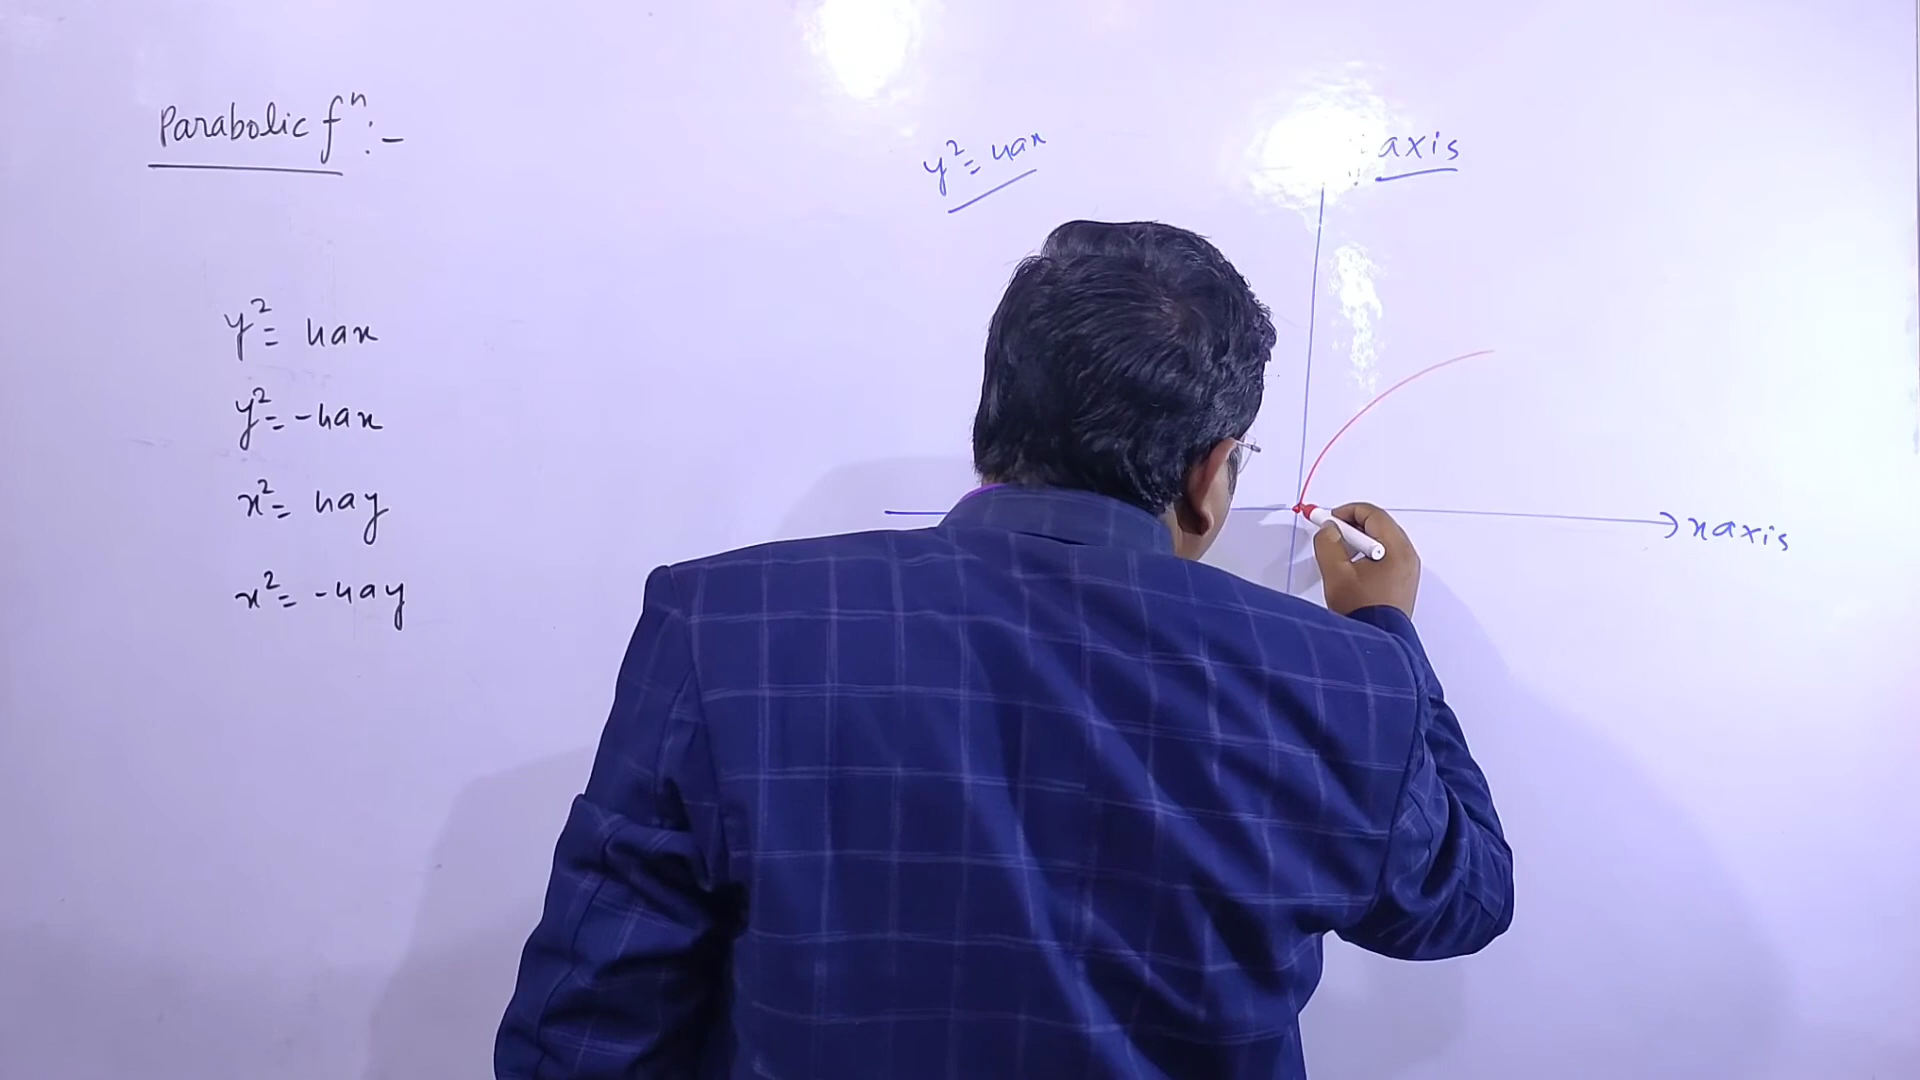 Parabolic fⁿ :-
y² = 4ax
y² = -4ax
x² = 4ay
x² = -4ay
y² = 4ax
axis
x axis